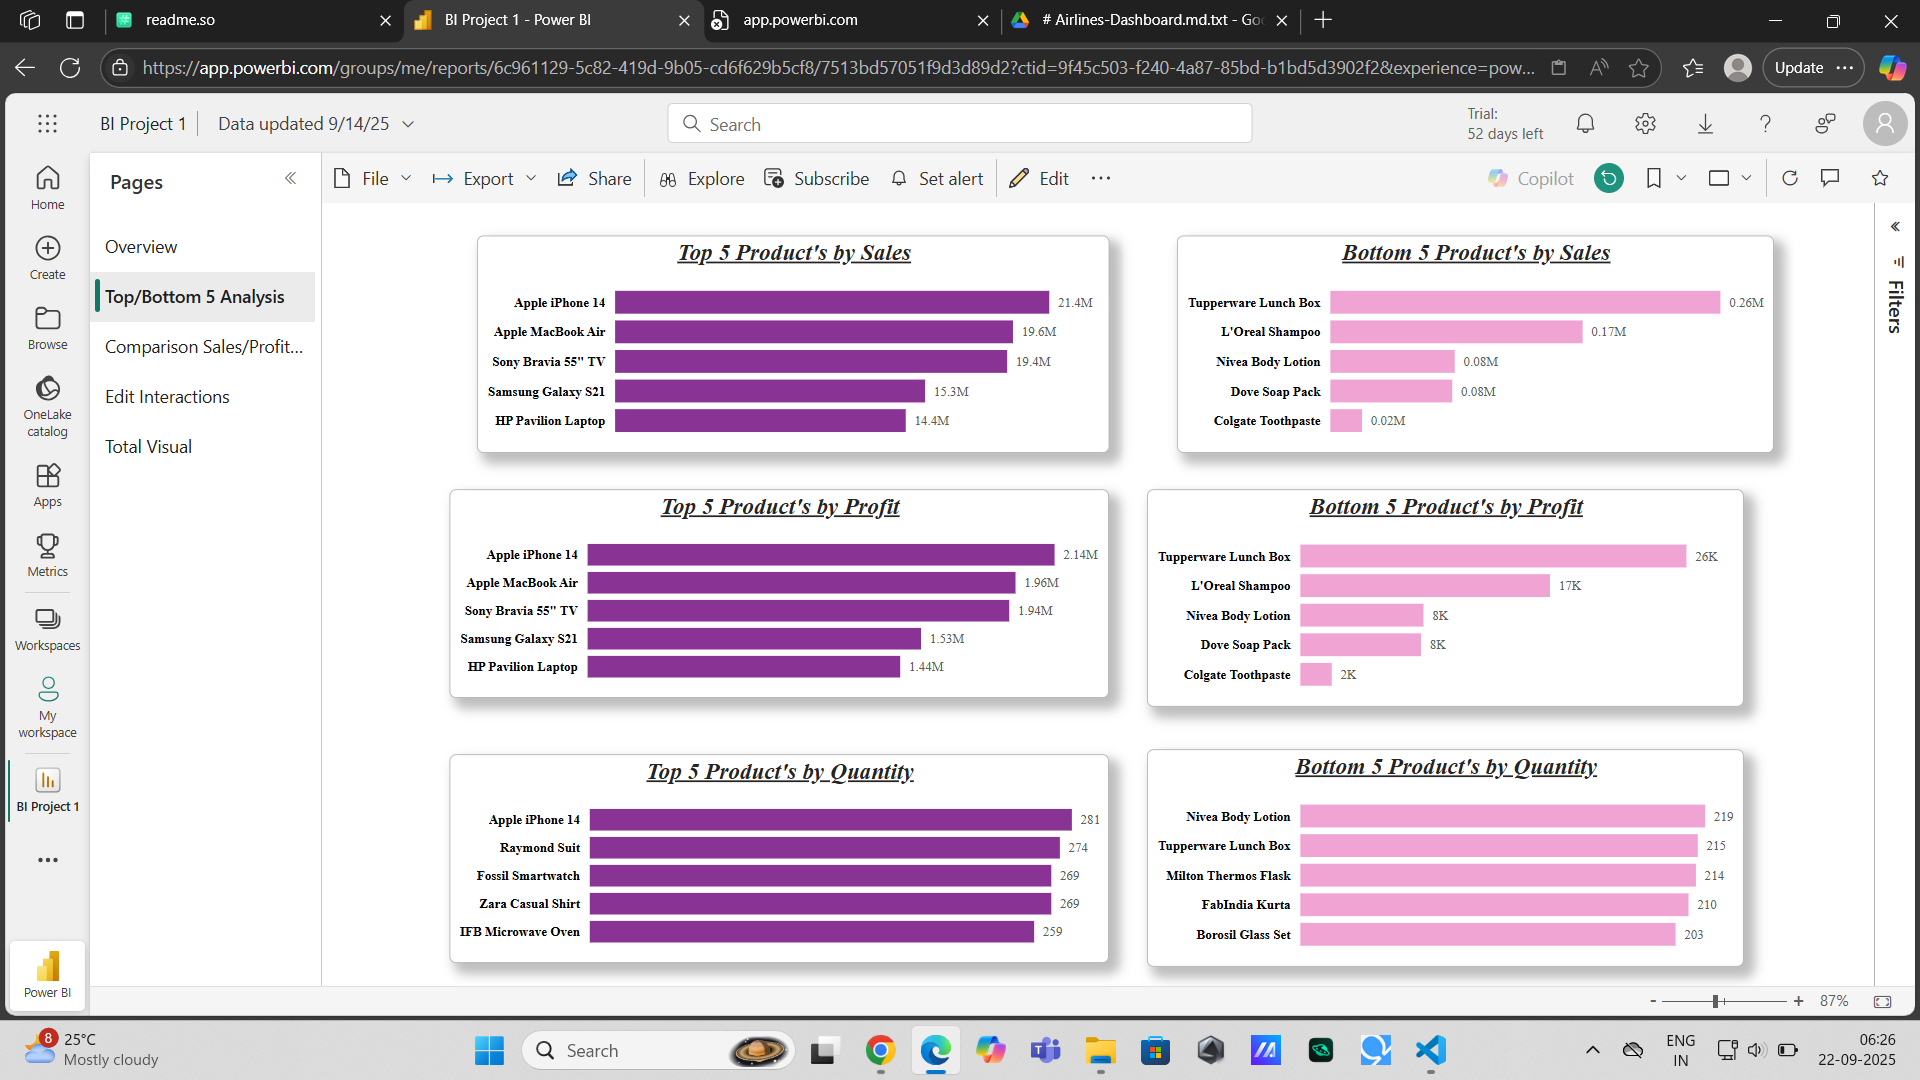 readme.so
BI Project 1 - Power BI
app.powerbi.com
# Airlines-Dashboard.md.txt - Goo
https://app.powerbi.com/groups/me/reports/6c961129-5c82-419d-9b05-cd6f629b5cf8/7513bd57051f9d3d89d2?ctid=9f45c503-f240-4a87-85bd-b1bd5d3902f2&experience=pow...
Update
BI Project 1
Data updated 9/14/25
Search
Trial:
52 days left
Home
Create
Browse
OneLake
catalog
Apps
Metrics
Workspaces
My
workspace
BI Project 1
Power BI
Pages
Overview
Top/Bottom 5 Analysis
Comparison Sales/Profit...
Edit Interactions
Total Visual
File
Export
Share
Explore
Subscribe
Set alert
Edit
Copilot
Filters
Top 5 Product's by Sales
Apple iPhone 14 21.4M
Apple MacBook Air 19.6M
Sony Bravia 55" TV 19.4M
Samsung Galaxy S21 15.3M
HP Pavilion Laptop 14.4M
Bottom 5 Product's by Sales
Tupperware Lunch Box 0.26M
L'Oreal Shampoo 0.17M
Nivea Body Lotion 0.08M
Dove Soap Pack 0.08M
Colgate Toothpaste 0.02M
Top 5 Product's by Profit
Apple iPhone 14 2.14M
Apple MacBook Air 1.96M
Sony Bravia 55" TV 1.94M
Samsung Galaxy S21 1.53M
HP Pavilion Laptop 1.44M
Bottom 5 Product's by Profit
Tupperware Lunch Box 26K
L'Oreal Shampoo 17K
Nivea Body Lotion 8K
Dove Soap Pack 8K
Colgate Toothpaste 2K
Top 5 Product's by Quantity
Apple iPhone 14 281
Raymond Suit 274
Fossil Smartwatch 269
Zara Casual Shirt 269
IFB Microwave Oven 259
Bottom 5 Product's by Quantity
Nivea Body Lotion 219
Tupperware Lunch Box 215
Milton Thermos Flask 214
FabIndia Kurta 210
Borosil Glass Set 203
- + 87%
8
25°C
Mostly cloudy
Search
ENG
IN
06:26
22-09-2025